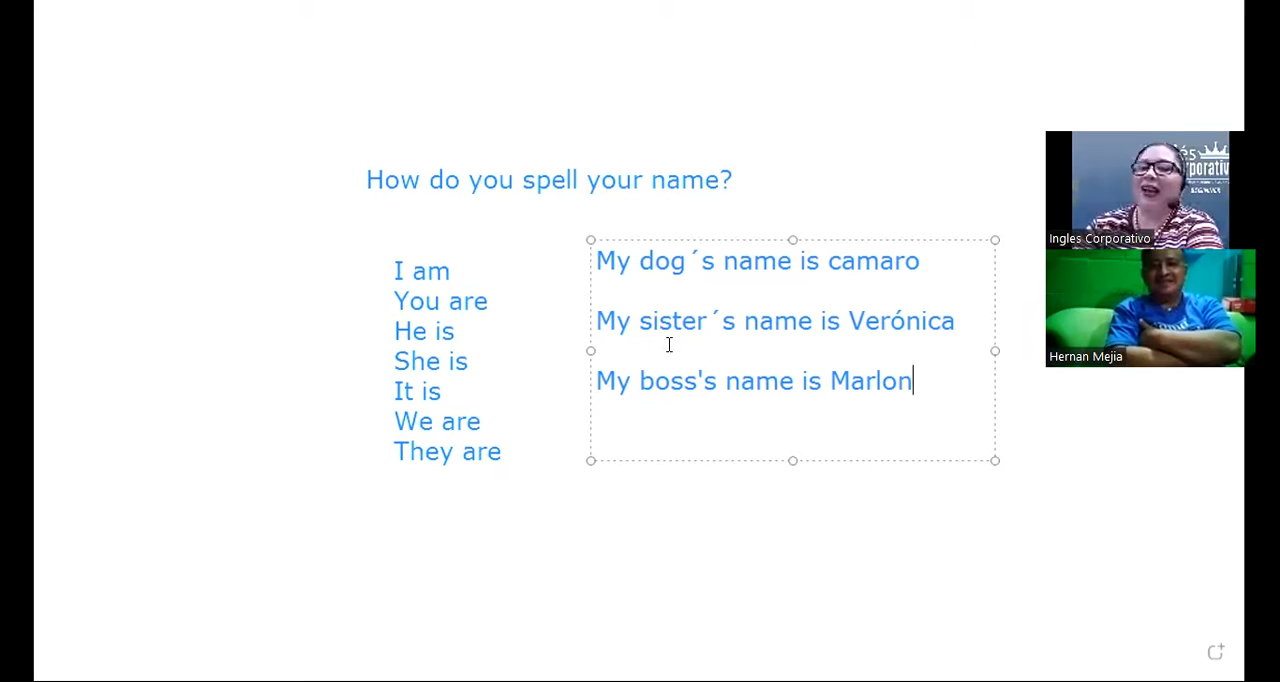 How do you spell your name?
I am
You are
He is
She is
It is
We are
They are
My dog´s name is camaro
My sister´s name is Verónica
My boss's name is Marlon
Ingles Corporativo
Hernan Mejia